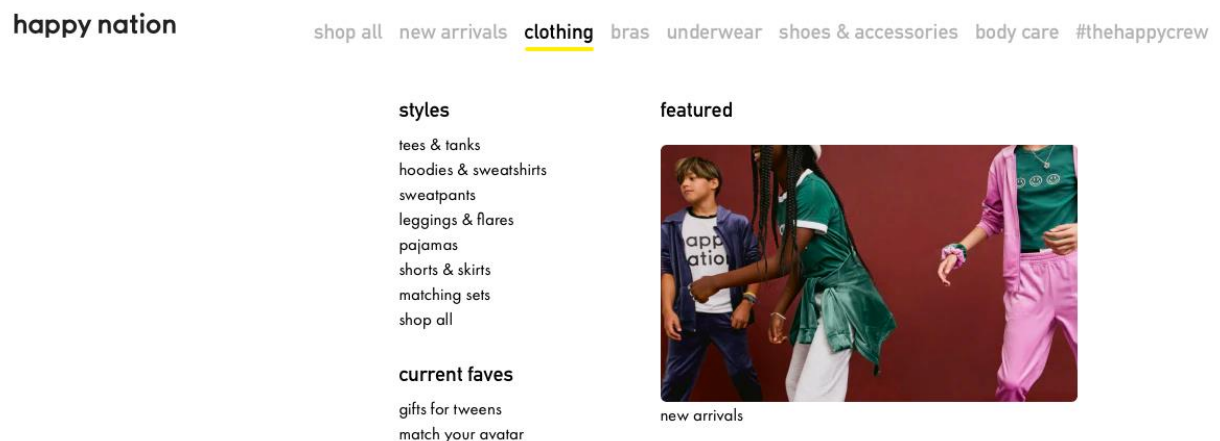 happy nation
shop all new arrivals clothing bras underwear shoes & accessories body care #thehappycrew
styles
tees & tanks
hoodies & sweatshirts
sweatpants
leggings & flares
pajamas
shorts & skirts
matching sets
shop all
current faves
gifts for tweens
match your avatar
featured
app
atio
new arrivals